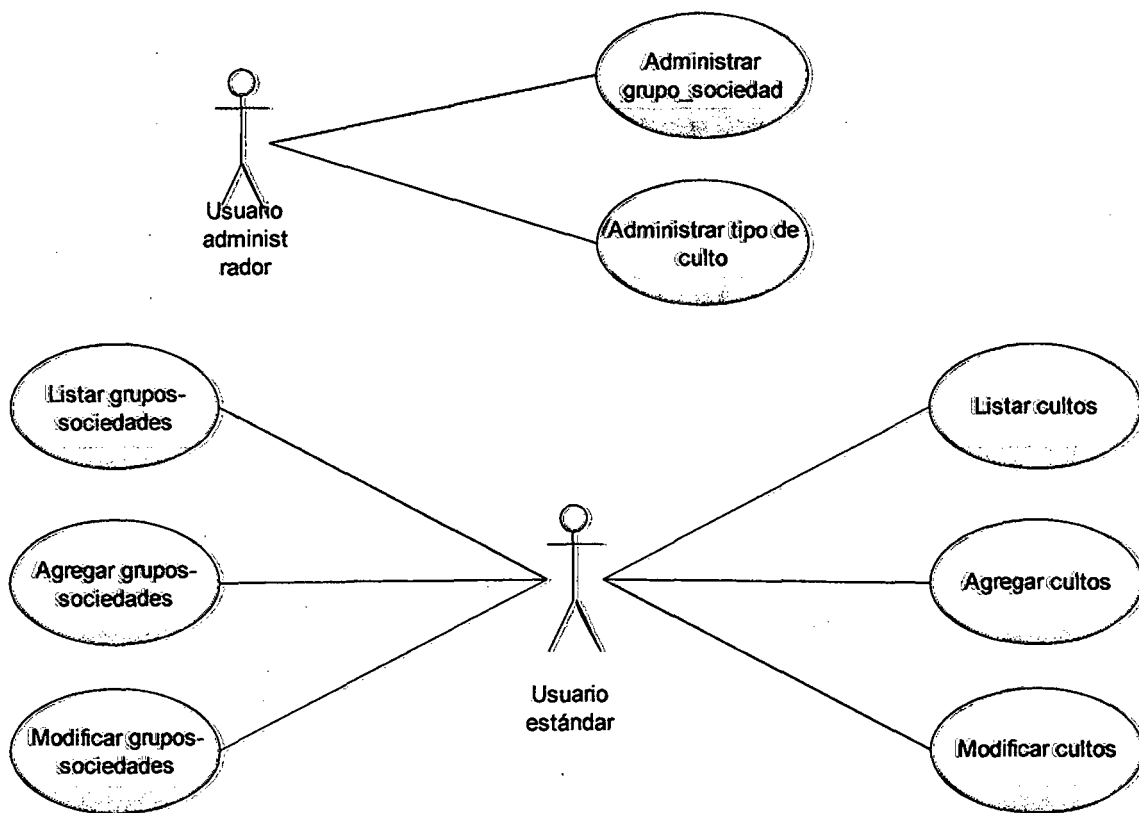 Administrar
grupo_sociedad
Usuario
administ
rador
Administrar tipo de
culto
Listar grupos-
sociedades
Agregar grupos-
sociedades
Modificar grupos-
sociedades
Usuario
estándar
Listar cultos
Agregar cultos
Modificar cultos